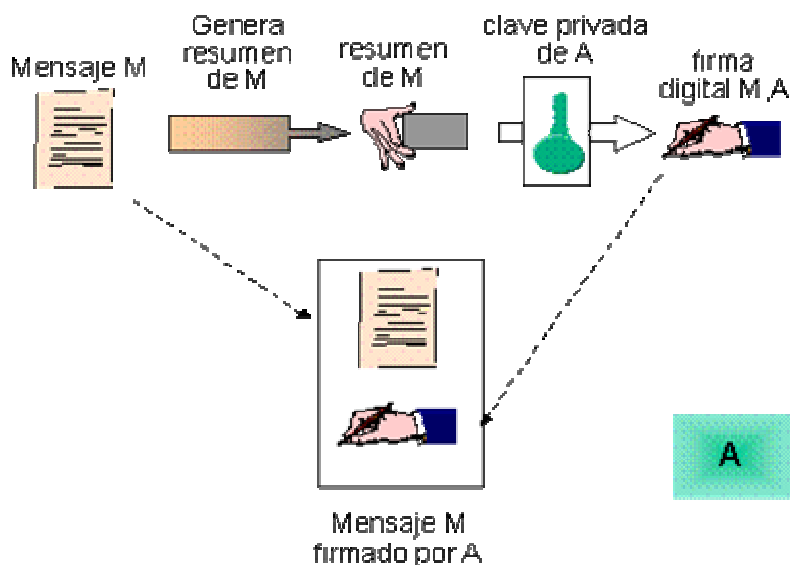 Mensaje M
Genera
resumen
de M
resumen
de M
clave privada
de A
firma
digital M,A
Mensaje M
firmado por A
A